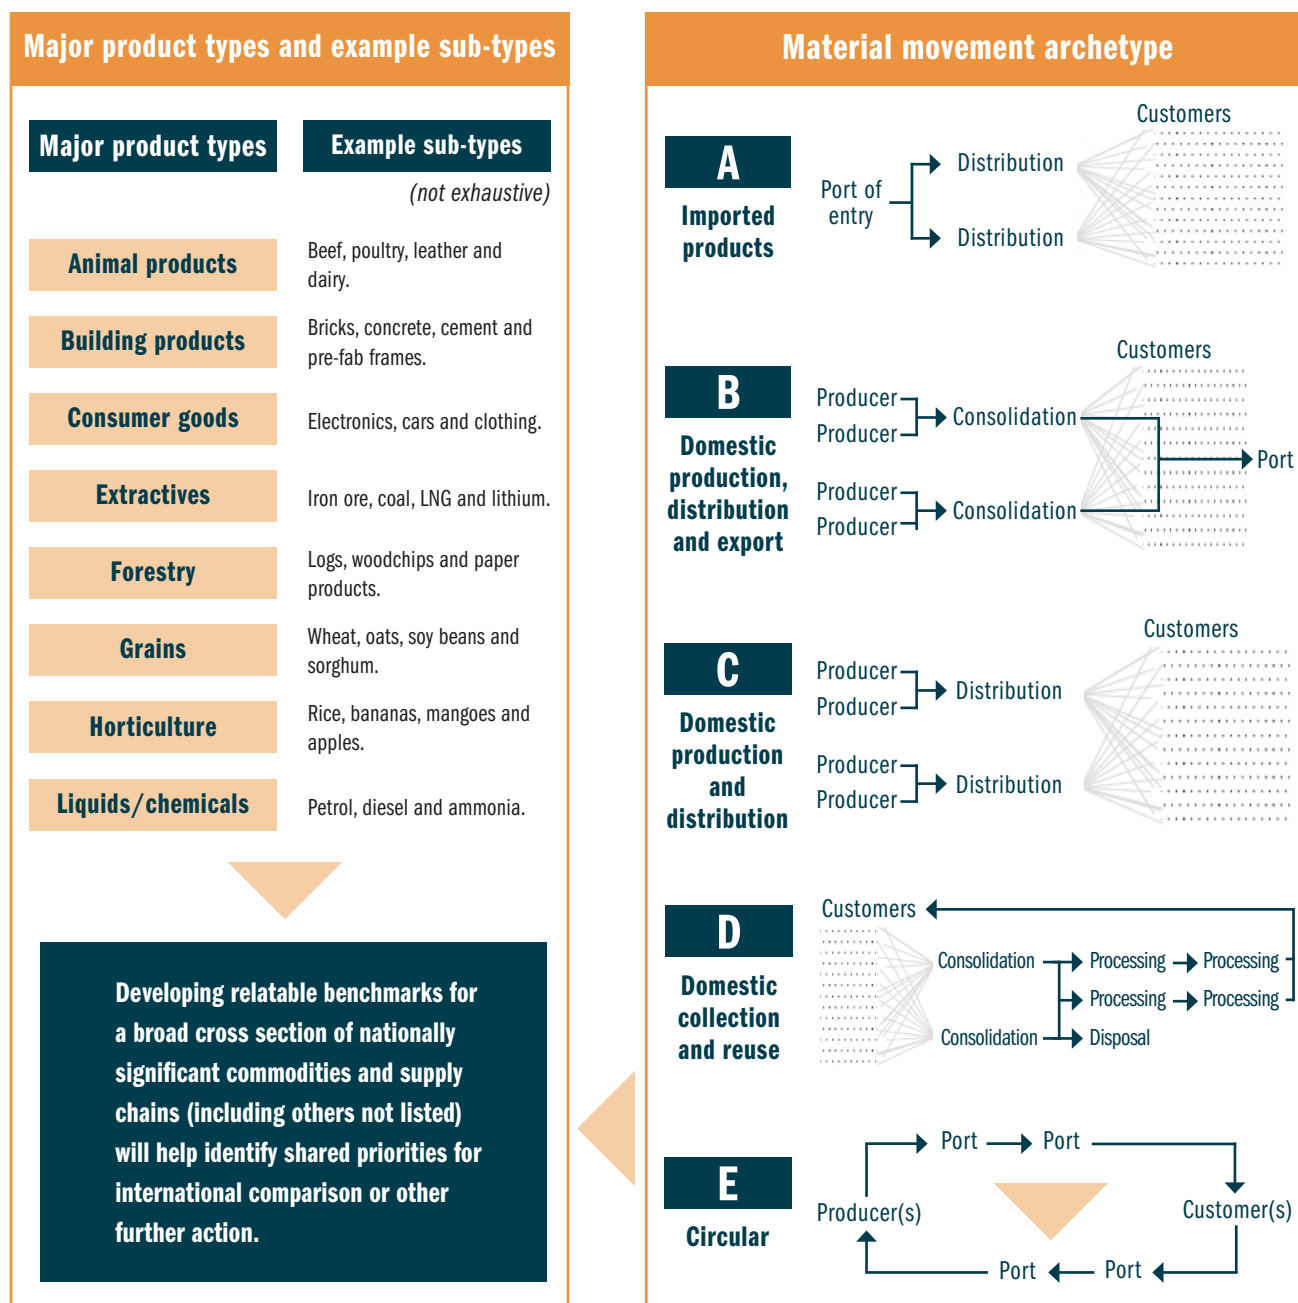 Major product types and example sub-types
Major product types
Example sub-types
(not exhaustive)
Animal products
Beef, poultry, leather and
dairy.
Building products
Bricks, concrete, cement and
pre-fab frames.
Consumer goods
Electronics, cars and clothing.
Extractives
Iron ore, coal, LNG and lithium.
Forestry
Logs, woodchips and paper
products.
Grains
Wheat, oats, soy beans and
sorghum.
Horticulture
Rice, bananas, mangoes and
apples.
Liquids/chemicals
Petrol, diesel and ammonia.
Developing relatable benchmarks for
a broad cross section of nationally
significant commodities and supply
chains (including others not listed)
will help identify shared priorities for
international comparison or other
further action.
Material movement archetype
A
Imported
products
Port of
entry
Distribution
Distribution
Customers
B
Domestic
production,
distribution
and export
Producer
Producer
Consolidation
Producer
Producer
Consolidation
Customers
Port
C
Domestic
production
and
distribution
Producer
Producer
Distribution
Producer
Producer
Distribution
Customers
D
Domestic
collection
and reuse
Customers
Consolidation
Processing
Processing
Processing
Processing
Consolidation
Disposal
E
Circular
Port
Port
Producer(s)
Customer(s)
Port
Port